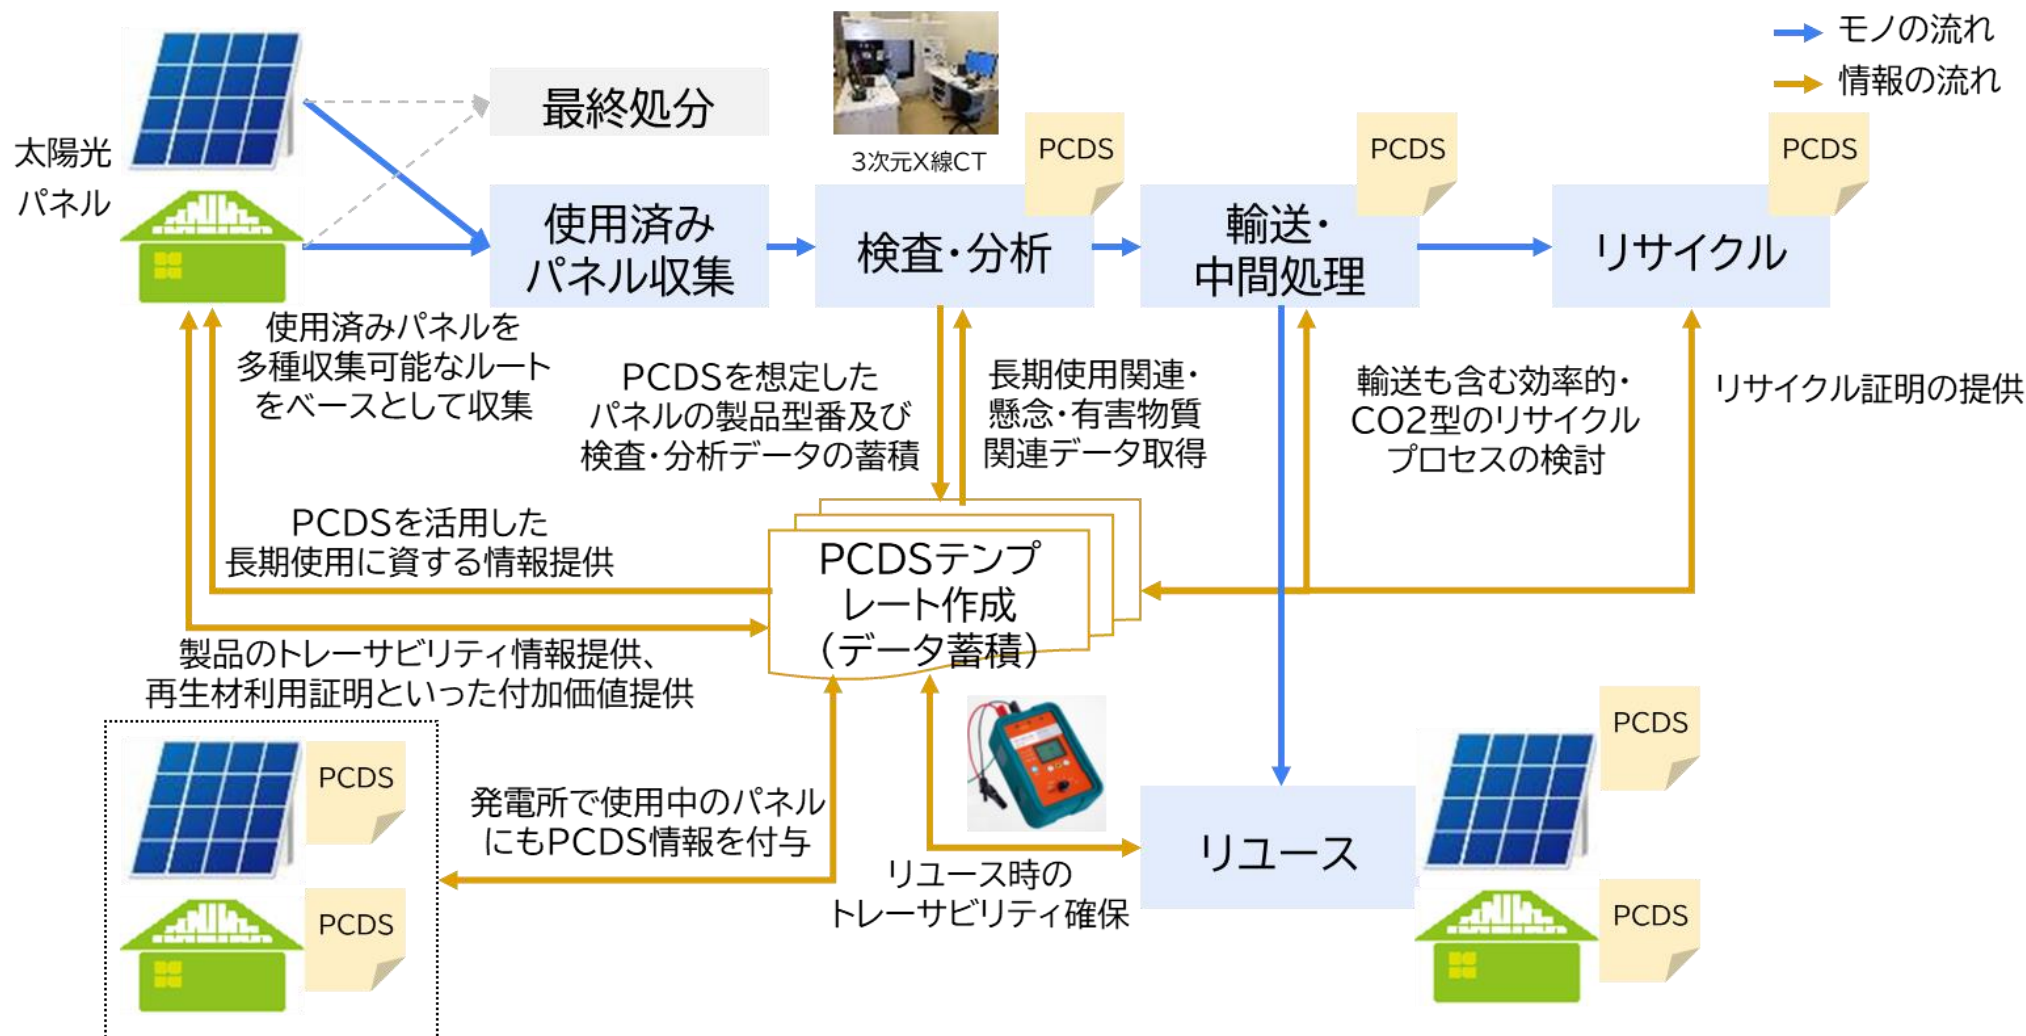 モノの流れ
情報の流れ
太陽光
パネル
最終処分
3次元X線CT
PCDS
PCDS
PCDS
使用済み
パネル収集
検査・分析
輸送・
中間処理
リサイクル
使用済みパネルを
多種収集可能なルート
をベースとして収集
PCDSを想定した
パネルの製品型番及び
検査・分析データの蓄積
長期使用関連・
懸念・有害物質
関連データ取得
輸送も含む効率的・
CO2型のリサイクル
プロセスの検討
リサイクル証明の提供
PCDSを活用した
長期使用に資する情報提供
PCDSテンプ
レート作成
(データ蓄積)
製品のトレーサビリティ情報提供、
再生材利用証明といった付加価値提供
PCDS
PCDS
発電所で使用中のパネル
にもPCDS情報を付与
リユース時の
トレーサビリティ確保
リユース
PCDS
PCDS